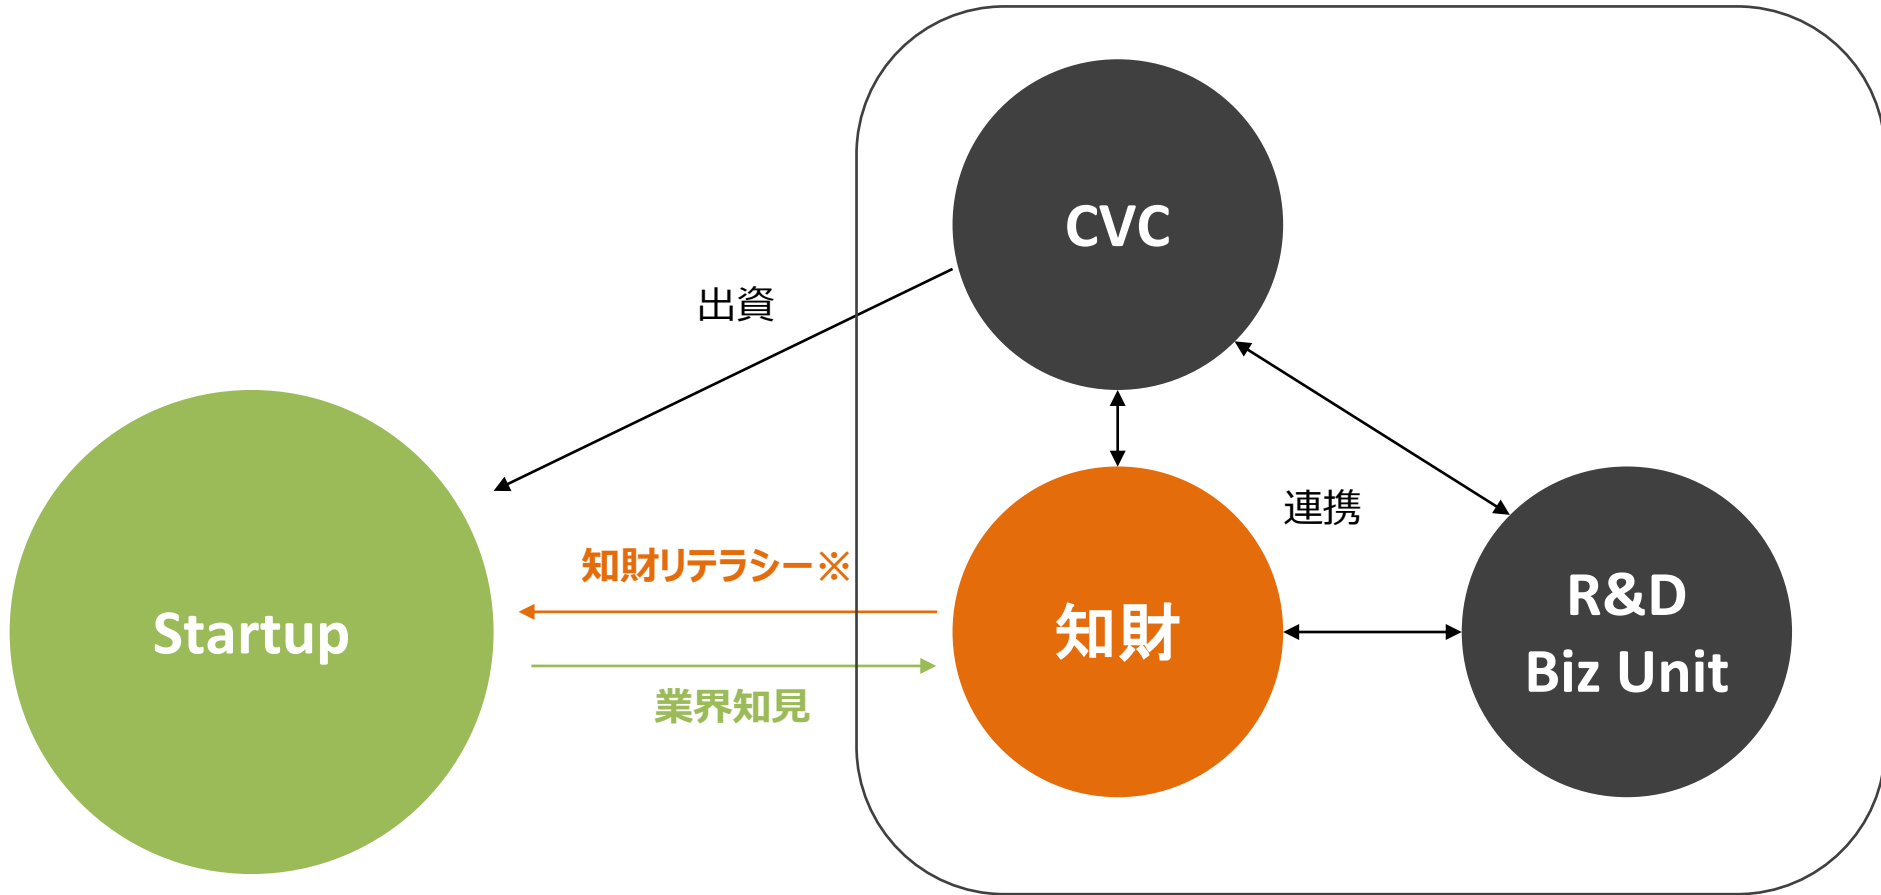 CVC
出資
連携
知財リテラシー※
Startup
知財
R&D
Biz Unit
業界知見